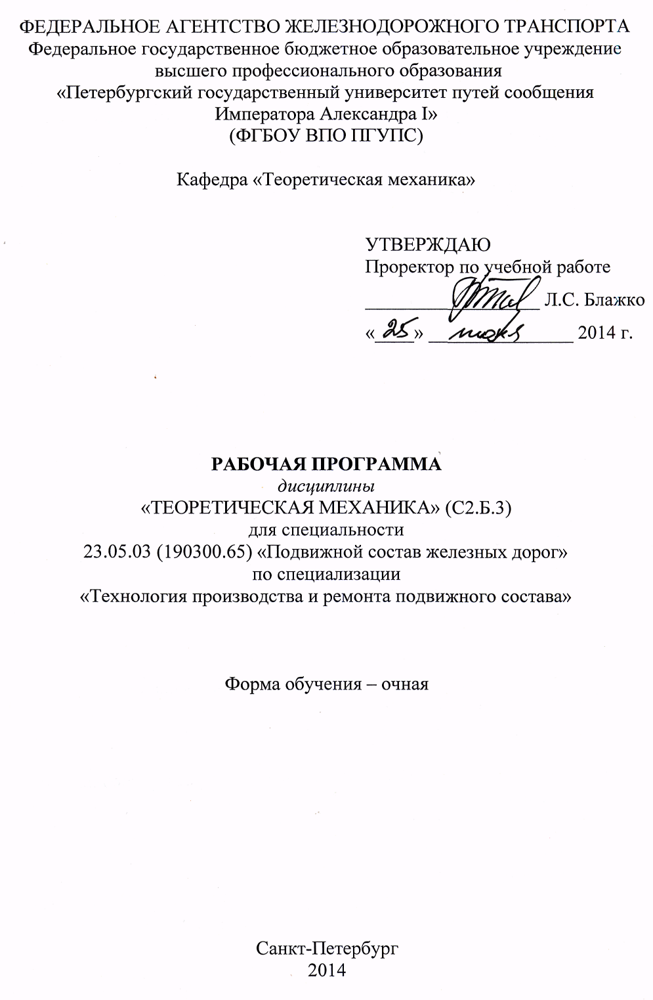 ФЕДЕРАЛЬНОЕ АГЕНТСТВО ЖЕЛЕЗНОДОРОЖНОГО ТРАНСПОРТА
Федеральное государственное бюджетное образовательное учреждение
высшего профессионального образования
«Петербургский государственный университет путей сообщения
Императора Александра I»
(ФГБОУ ВПО ПГУПС)
Кафедра «Теоретическая механика»
УТВЕРЖДАЮ
Проректор по учебной работе
Л.С. Блажко
«25» 2014 г.
РАБОЧАЯ ПРОГРАММА
дисциплины
«ТЕОРЕТИЧЕСКАЯ МЕХАНИКА» (С2.Б.3)
для специальности
23.05.03 (190300.65) «Подвижной состав железных дорог»
по специализации
«Технология производства и ремонта подвижного состава»
Форма обучения – очная
Санкт-Петербург
2014